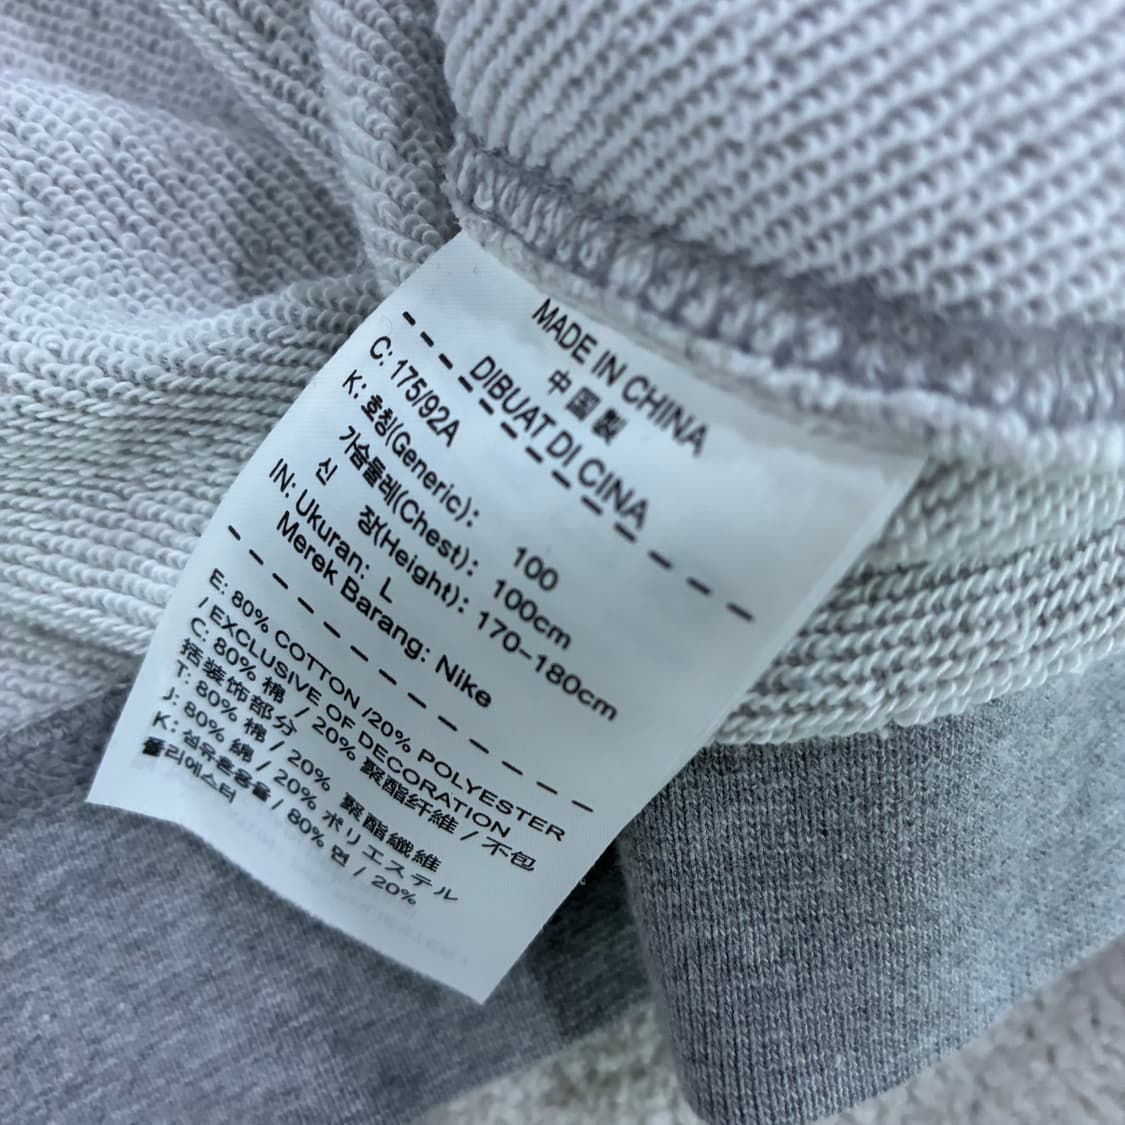 MADE IN CHINA
中国製
DIBUAT DI CINA
C: 175/92A
K: 호칭(Generic): 100
가슴둘레(Chest): 100cm
신 장(Height): 170-180cm
IN: Ukuran: L
Merek Barang: Nike
E: 80% COTTON /20% POLYESTER
/ EXCLUSIVE OF DECORATION
C: 80% 棉 / 20% 聚酯纤維 / 不包
括装饰部分
T: 80% 棉 / 20% 聚酯纖維
J: 80% 綿 / 20% ポリエステル
K: 섬유혼용율 / 80% 면 / 20%
폴리에스터